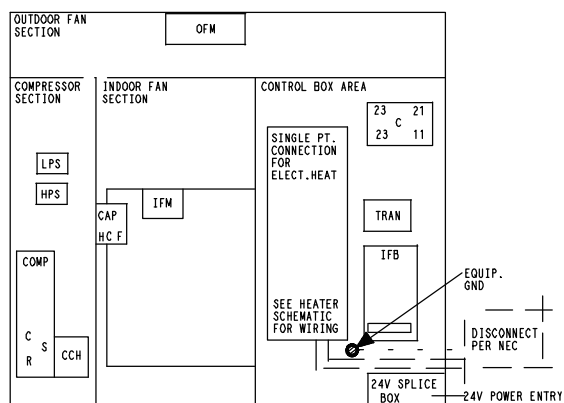 OUTDOOR FAN
SECTION
OFM
COMPRESSOR
SECTION
INDOOR FAN
SECTION
CONTROL BOX AREA
23 21
C
23 11
SINGLE PT.
CONNECTION
FOR
ELECT.HEAT
LPS
HPS
IFM
CAP
H C F
TRAN
COMP
IFB
EQUIP.
GND
SEE HEATER
SCHEMATIC
FOR WIRING
C
S
R
CCH
DISCONNECT
PER NEC
24V SPLICE
BOX
24V POWER ENTRY